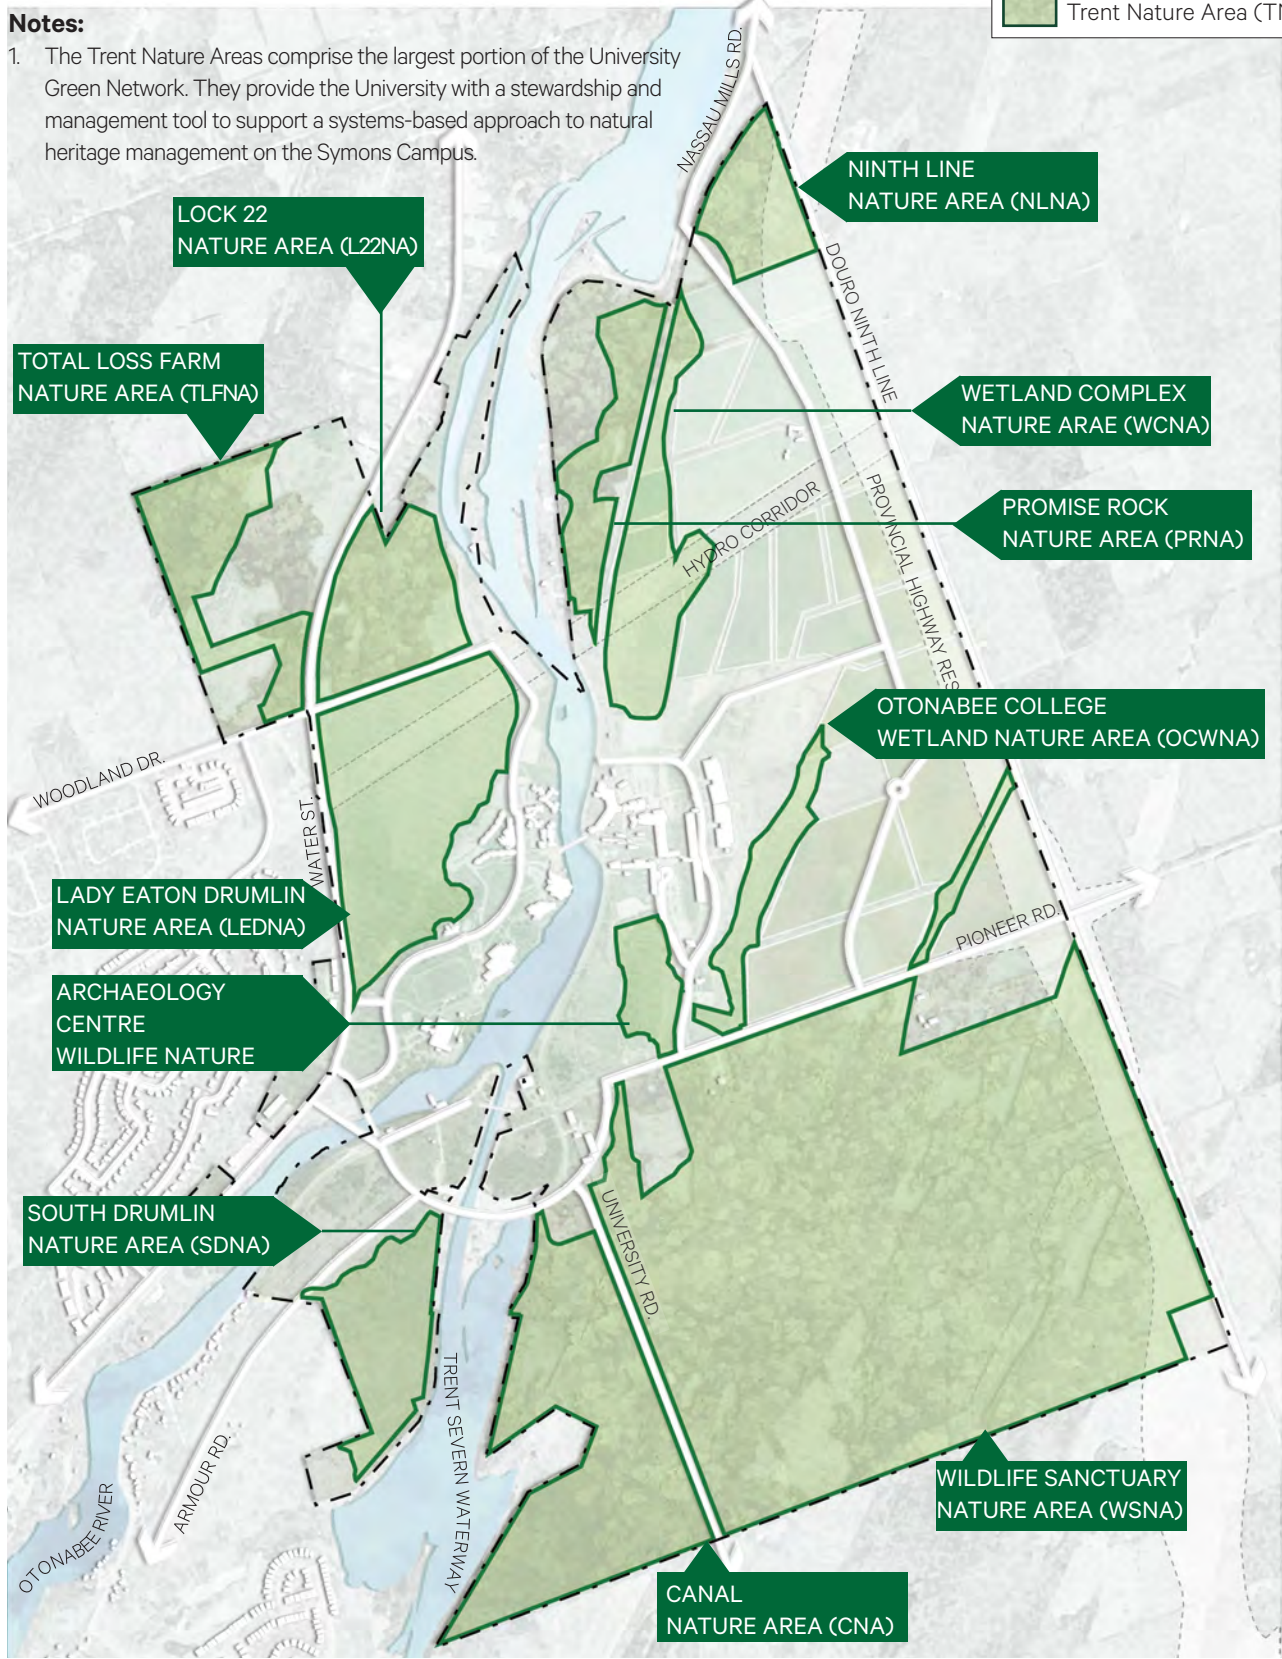 Trent Nature Area (TN
Notes:
1. The Trent Nature Areas comprise the largest portion of the University
Green Network. They provide the University with a stewardship and
management tool to support a systems-based approach to natural
heritage management on the Symons Campus.
NASSAU MILLS RD.
NINTH LINE
NATURE AREA (NLNA)
LOCK 22
NATURE AREA (L22NA)
DOURO NINTH LINE
TOTAL LOSS FARM
NATURE AREA (TLFNA)
WETLAND COMPLEX
NATURE ARAE (WCNA)
HYDRO CORRIDOR
PROVINCIAL HIGHWAY RES
PROMISE ROCK
NATURE AREA (PRNA)
OTONABEE COLLEGE
WETLAND NATURE AREA (OCWNA)
WOODLAND DR.
WATER ST.
LADY EATON DRUMLIN
NATURE AREA (LEDNA)
PIONEER RD.
ARCHAEOLOGY
CENTRE
WILDLIFE NATURE
SOUTH DRUMLIN
NATURE AREA (SDNA)
UNIVERSITY RD.
TRENT SEVERN WATERWAY
ARMOUR RD.
OTONABEE RIVER
WILDLIFE SANCTUARY
NATURE AREA (WSNA)
CANAL
NATURE AREA (CNA)